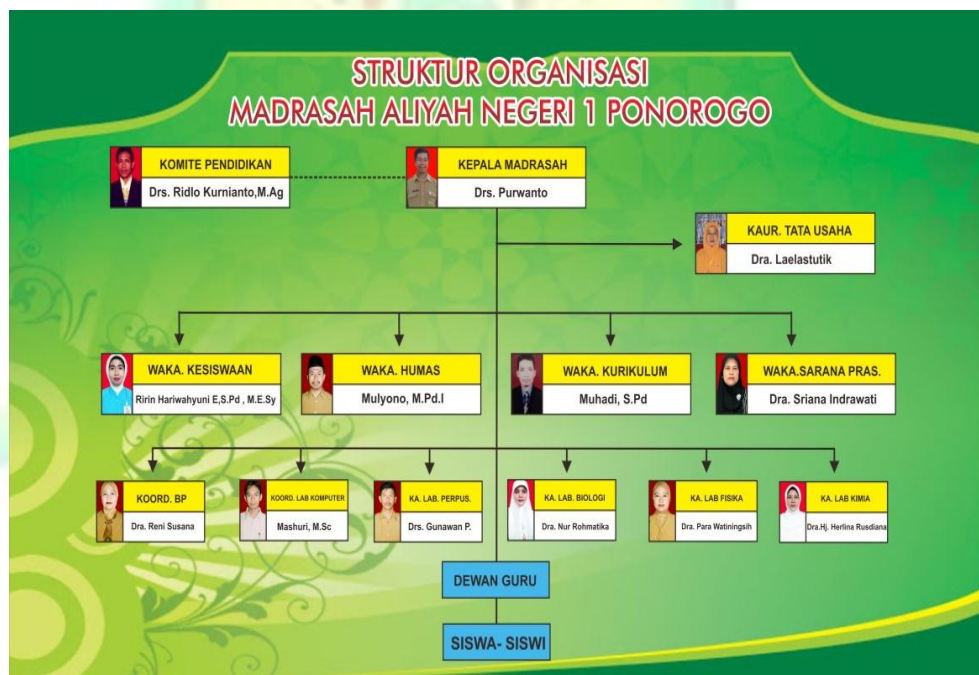 STRUKTUR ORGANISASI
MADRASAH ALIYAH NEGERI 1 PONOROGO
KOMITE PENDIDIKAN
Drs. Ridlo Kurnianto,M.Ag
KEPALA MADRASAH
Drs. Purwanto
KAUR. TATA USAHA
Dra. Laelastutik
WAKA. KESISWAAN
Ririn Hariwahyuni E,S.Pd , M.E.Sy
WAKA. HUMAS
Mulyono, M.Pd.I
WAKA. KURIKULUM
Muhadi, S.Pd
WAKA.SARANA PRAS.
Dra. Sriana Indrawati
KOORD. BP
Dra. Reni Susana
KOORD. LAB KOMPUTER
Mashuri, M.Sc
KA. LAB. PERPUS.
Drs. Gunawan P.
KA. LAB. BIOLOGI
Dra. Nur Rohmatika
KA. LAB FISIKA
Dra. Para Watiningsih
KA. LAB KIMIA
Dra.Hj. Herlina Rusdiana
DEWAN GURU
SISWA- SISWI